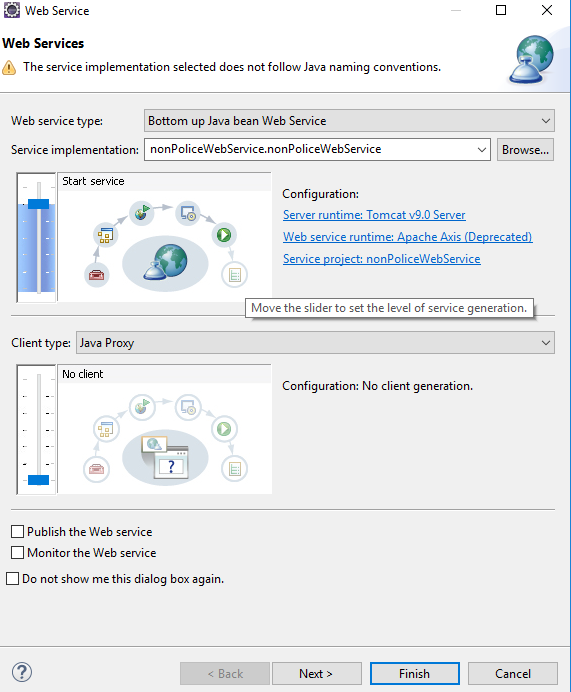 Web Service
Web Services
The service implementation selected does not follow Java naming conventions.
Web service type: Bottom up Java bean Web Service
Service implementation: nonPoliceWebService.nonPoliceWebService Browse...
Start service
Configuration:
Server runtime: Tomcat v9.0 Server
Web service runtime: Apache Axis (Deprecated)
Service project: nonPoliceWebService
Move the slider to set the level of service generation.
Client type: Java Proxy
No client
Configuration: No client generation.
?
Publish the Web service
Monitor the Web service
Do not show me this dialog box again.
? < Back Next > Finish Cancel